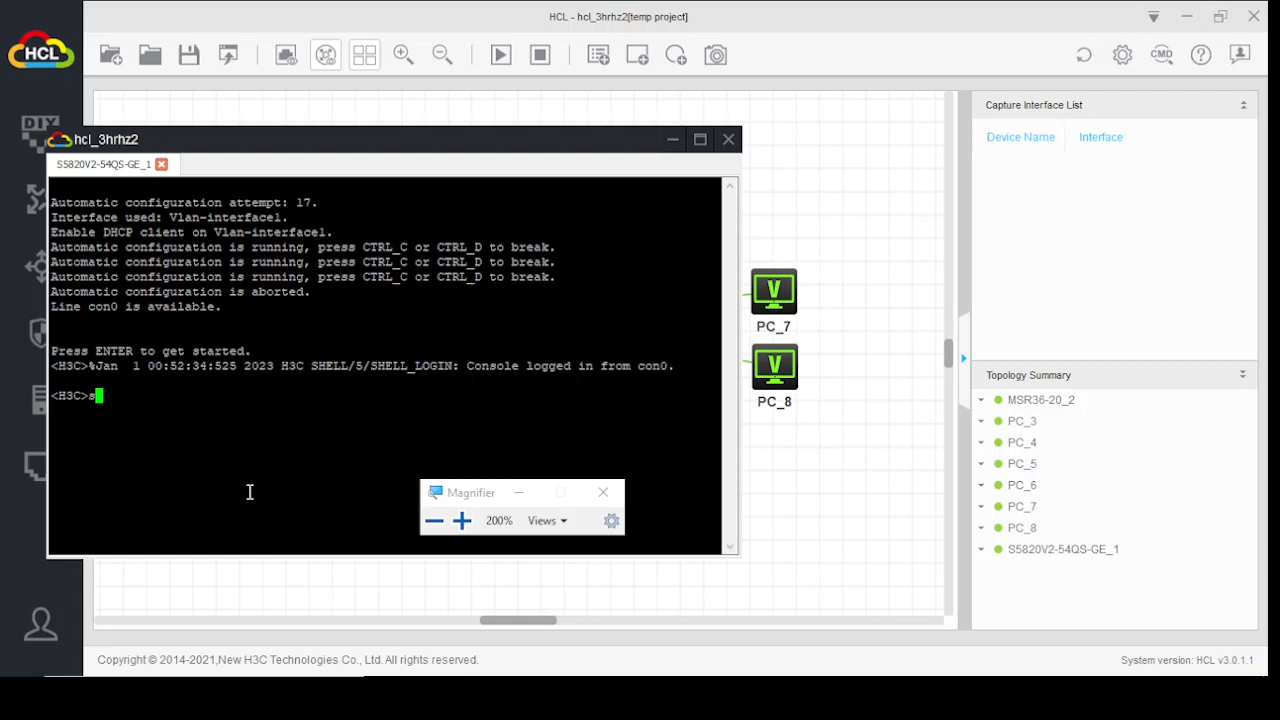 HCL - hcl_3hrhz2[temp project]
HCL
CMD
DIY
hcl_3hrhz2
S5820V2-54QS-GE_1
Automatic configuration attempt: 17.
Interface used: Vlan-interface1.
Enable DHCP client on Vlan-interface1.
Automatic configuration is running, press CTRL_C or CTRL_D to break.
Automatic configuration is running, press CTRL_C or CTRL_D to break.
Automatic configuration is running, press CTRL_C or CTRL_D to break.
Automatic configuration is aborted.
Line con0 is available.
Press ENTER to get started.
<H3C>%Jan  1 00:52:34:525 2023 H3C SHELL/5/SHELL_LOGIN: Console logged in from con0.
<H3C>s
Magnifier
200% Views
V
PC_7
V
PC_8
Capture Interface List
Device Name Interface
Topology Summary
MSR36-20_2
PC_3
PC_4
PC_5
PC_6
PC_7
PC_8
S5820V2-54QS-GE_1
Copyright © 2014-2021,New H3C Technologies Co., Ltd. All rights reserved.
System version: HCL v3.0.1.1